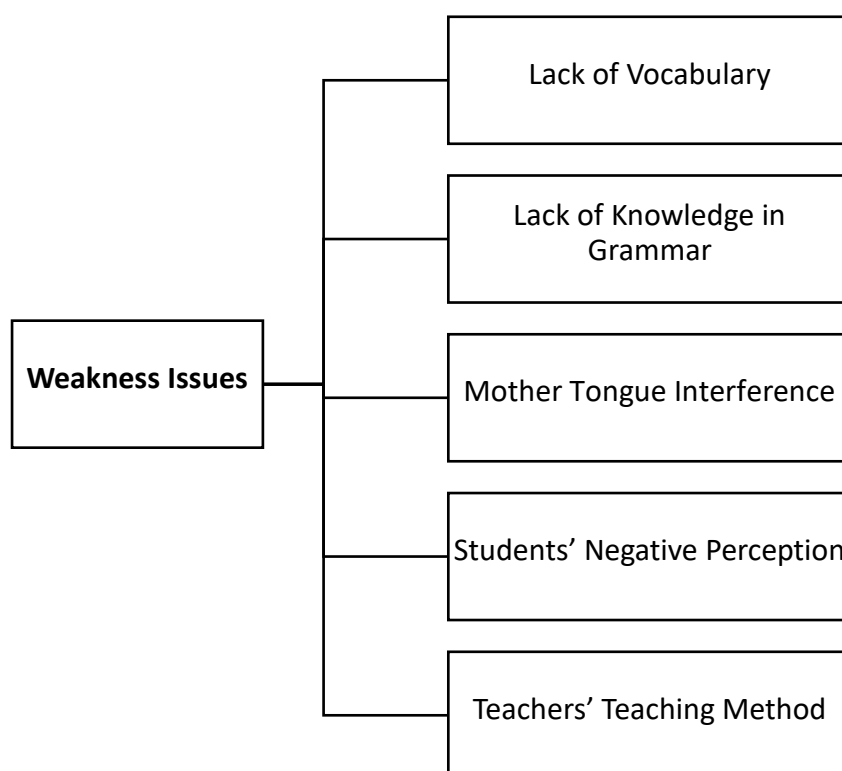 Weakness Issues
Lack of Vocabulary
Lack of Knowledge in
Grammar
Mother Tongue Interference
Students’ Negative Perception
Teachers’ Teaching Method